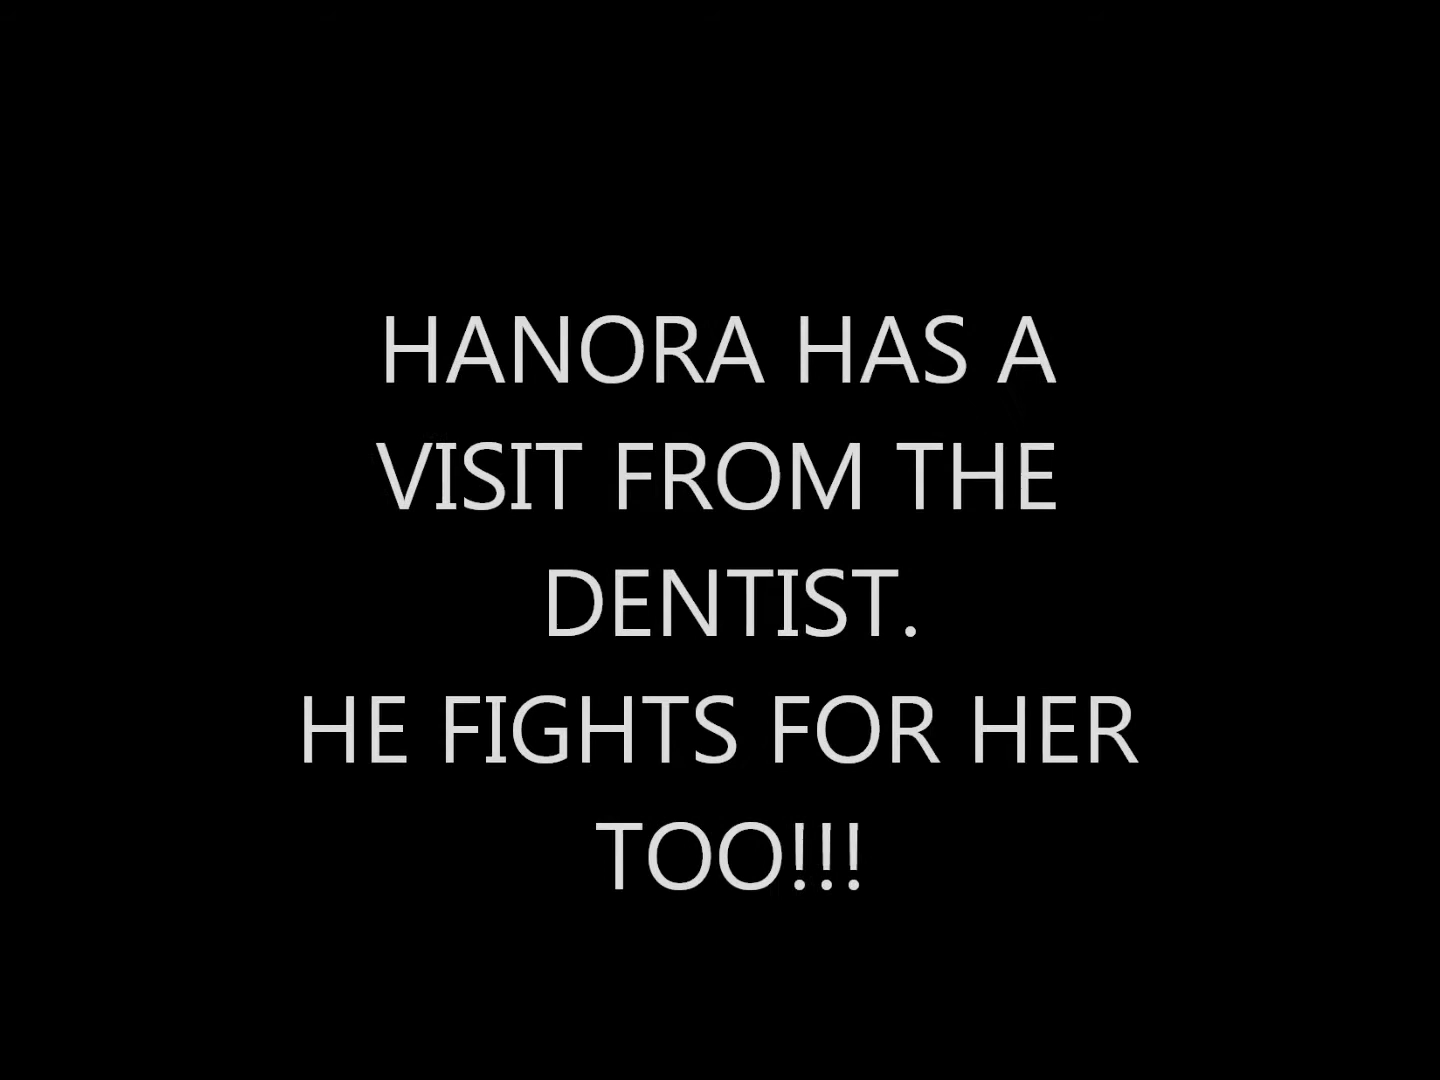 HANORA HAS A
VISIT FROM THE
DENTIST.
HE FIGHTS FOR HER
TOO!!!